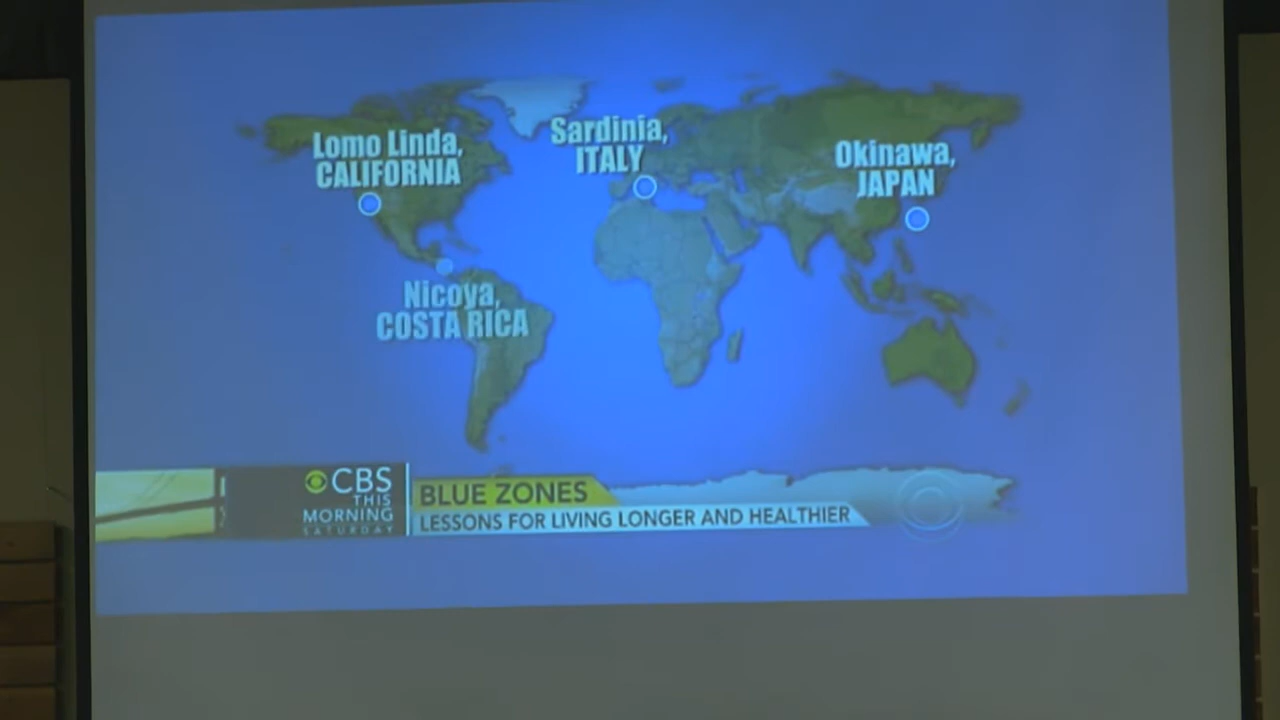 Lomo Linda,
CALIFORNIA
Sardinia,
ITALY
Okinawa,
JAPAN
Nicoya,
COSTA RICA
CBS
THIS
MORNING
SATURDAY
BLUE ZONES
LESSONS FOR LIVING LONGER AND HEALTHIER